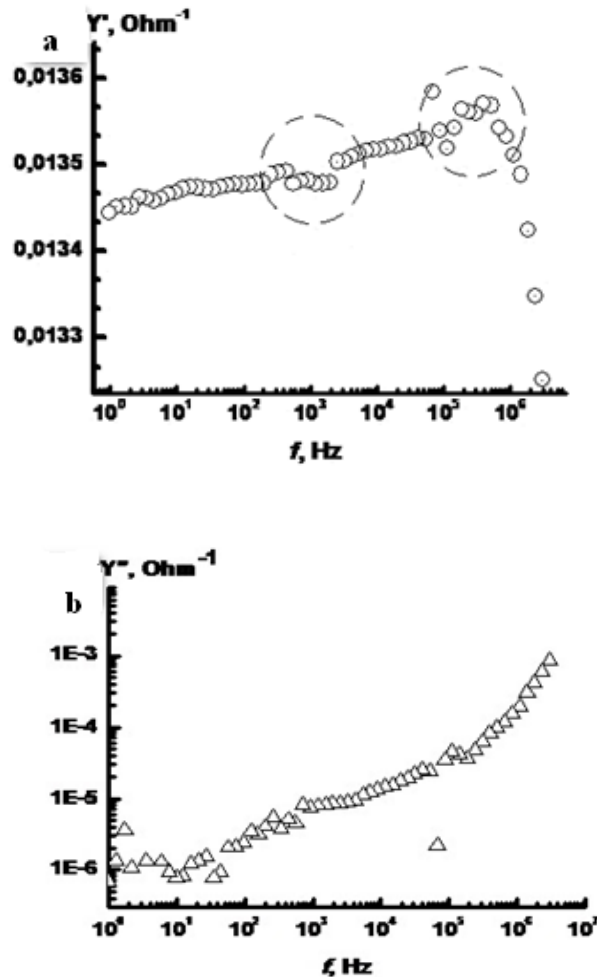 Y', Ohm⁻¹
a
0,0136
0,0135
0,0134
0,0133
10⁰ 10¹ 10² 10³ 10⁴ 10⁵ 10⁶
f, Hz
Y'', Ohm⁻¹
b
1E-3
1E-4
1E-5
1E-6
10⁰ 10¹ 10² 10³ 10⁴ 10⁵ 10⁶ 10⁷
f, Hz